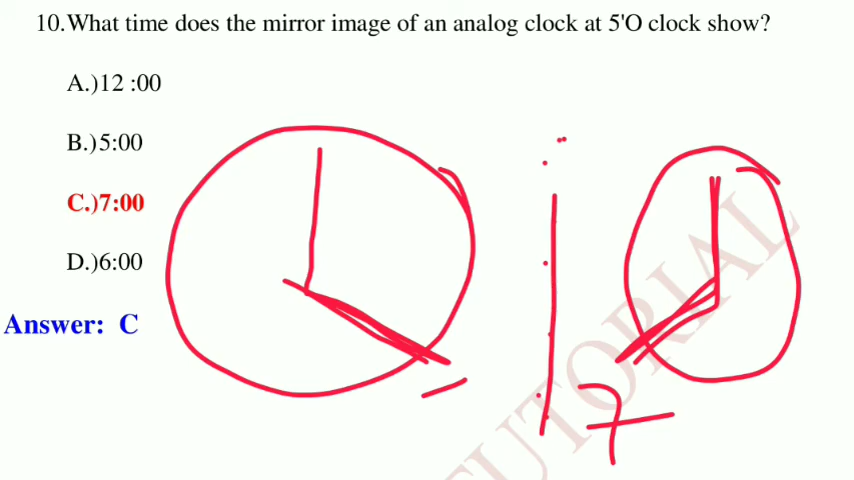 10.What time does the mirror image of an analog clock at 5'O clock show?
A.)12 :00
B.)5:00
C.)7:00
D.)6:00
Answer: C
7
TUTORIAL